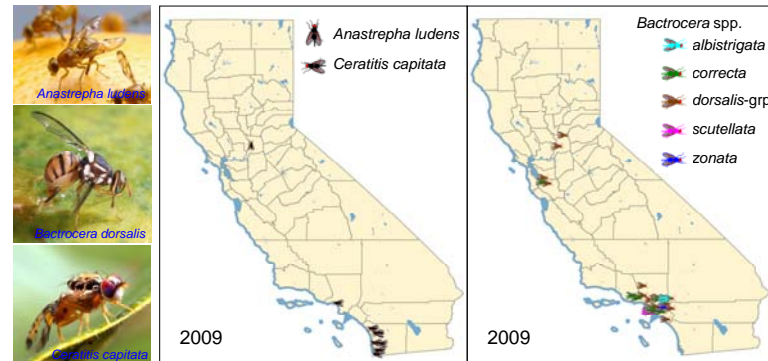 Anastrepha ludens
Bactrocera dorsalis
Ceratitis capitata
Anastrepha ludens
Ceratitis capitata
2009
Bactrocera spp.
albistrigata
correcta
dorsalis-grp
scutellata
zonata
2009